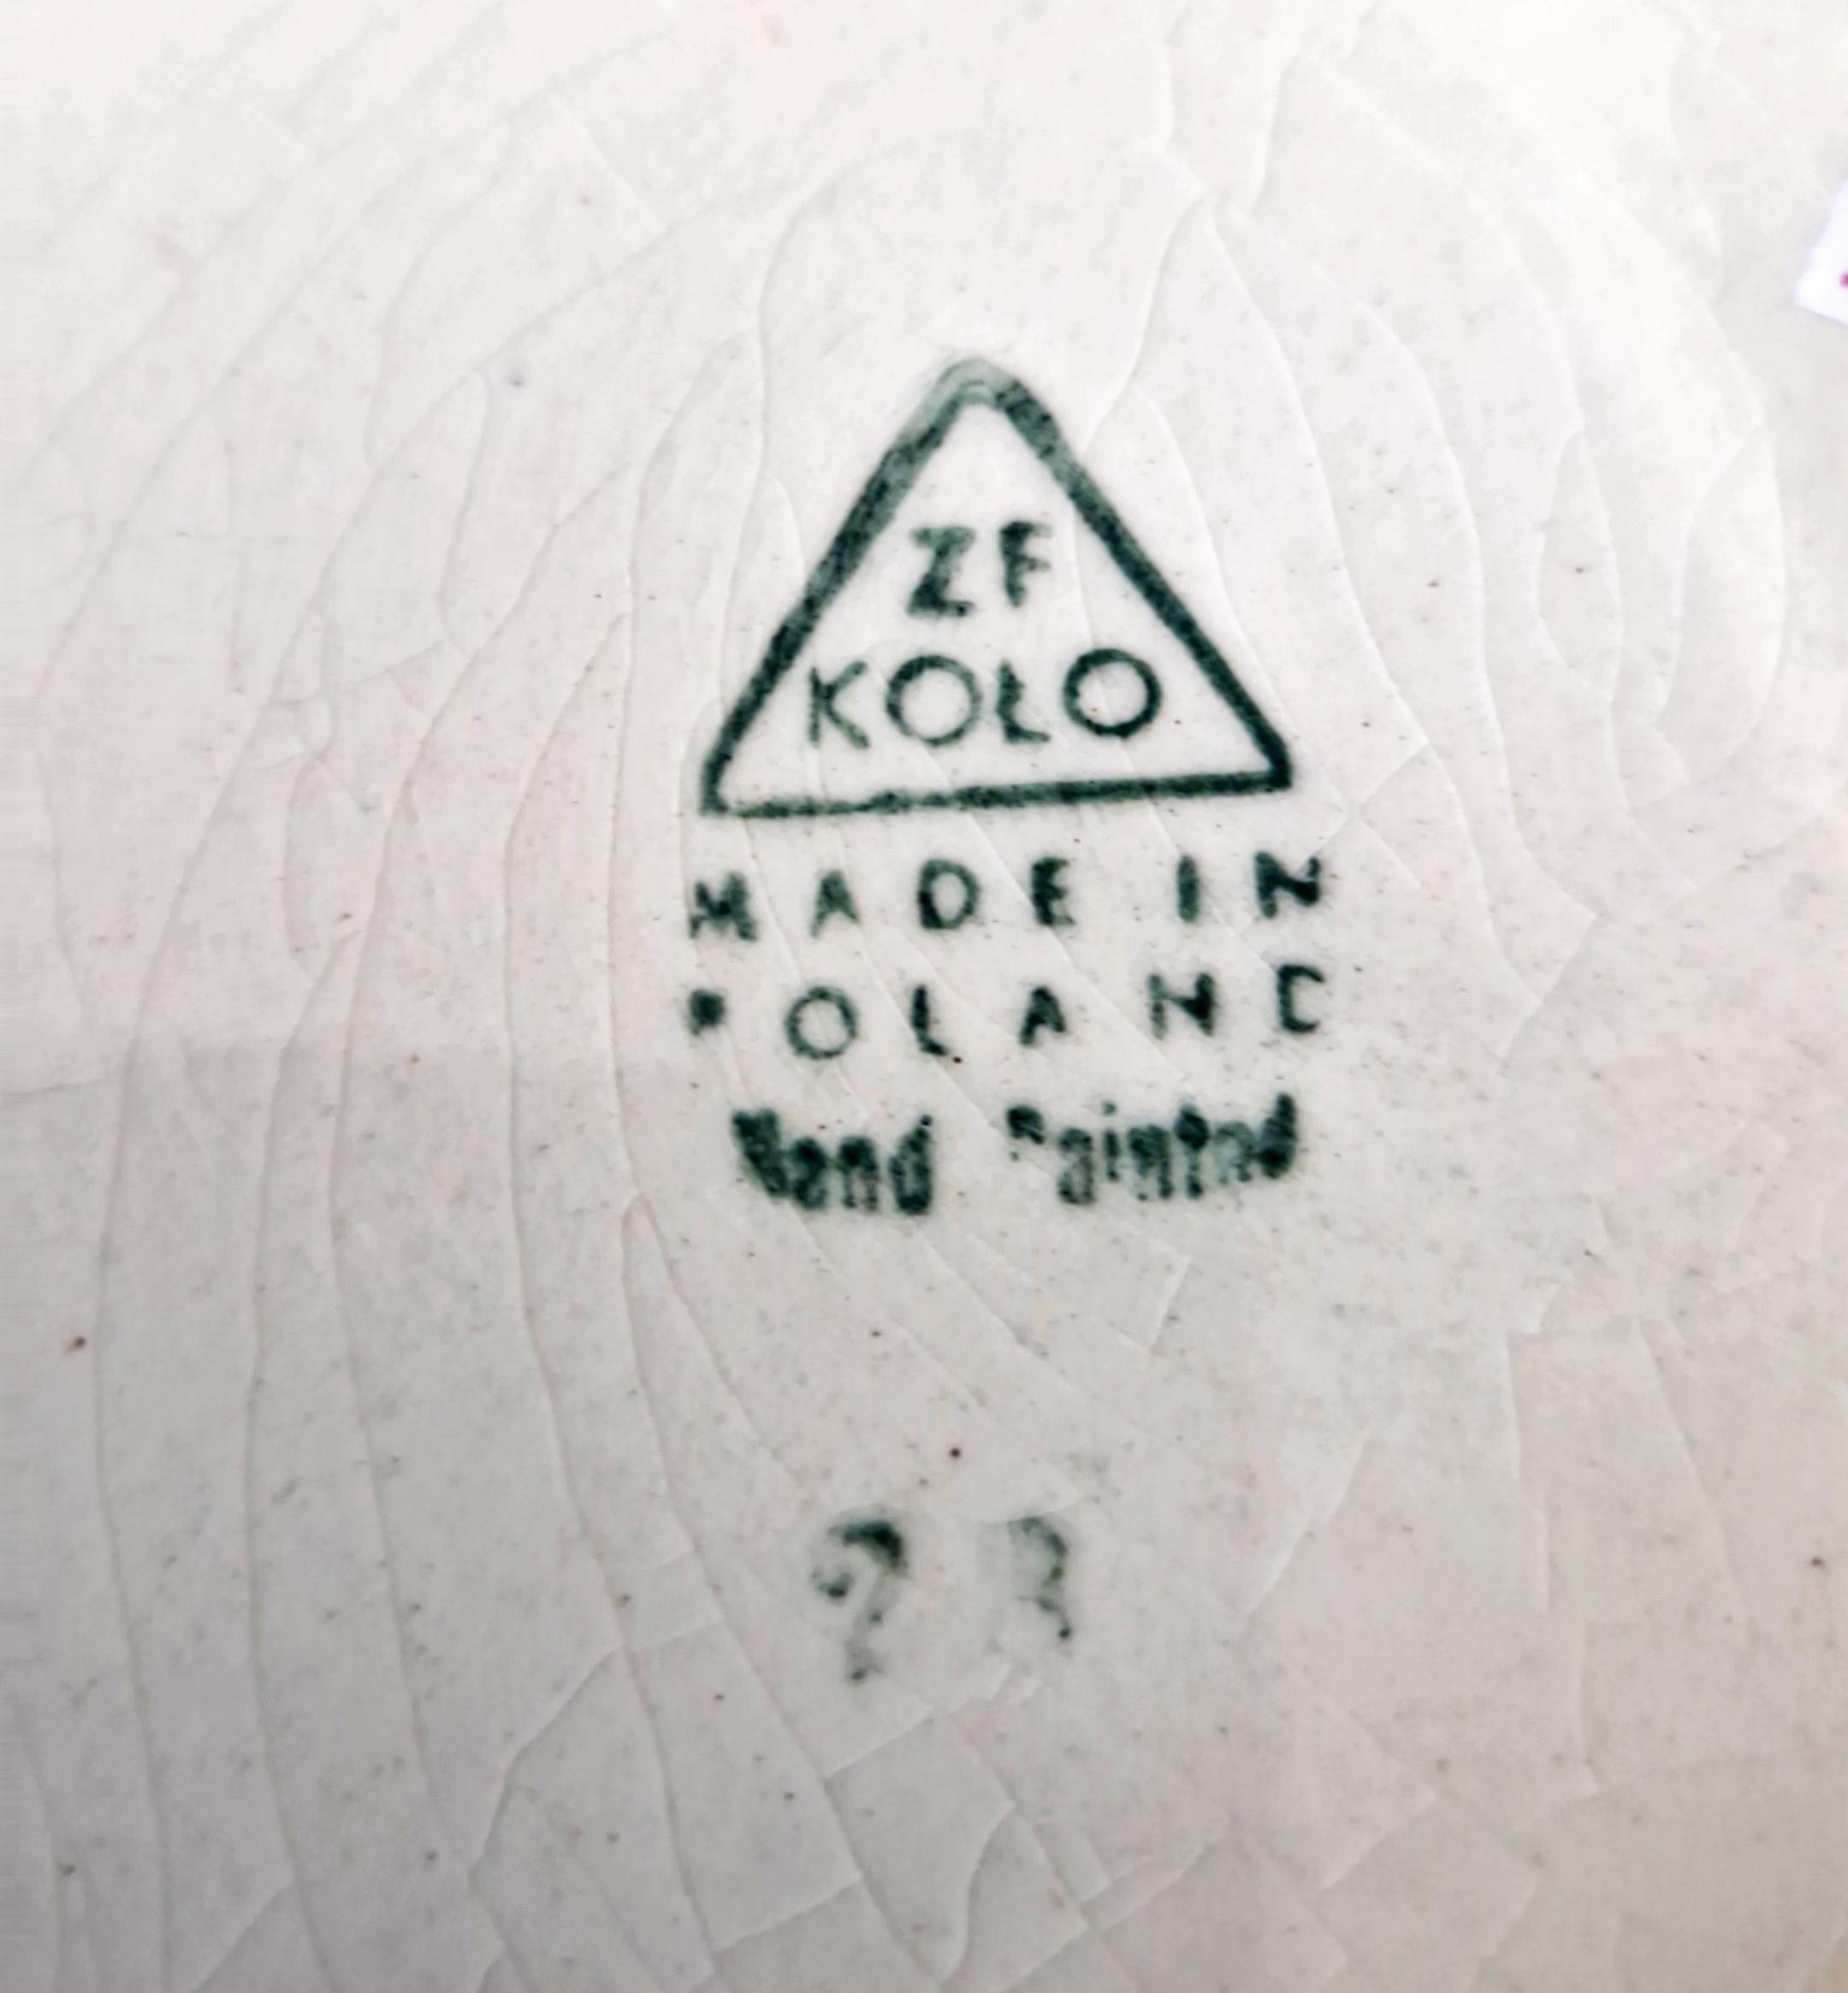 ZF
KOŁO
MADE IN
POLAND
Hand Painted